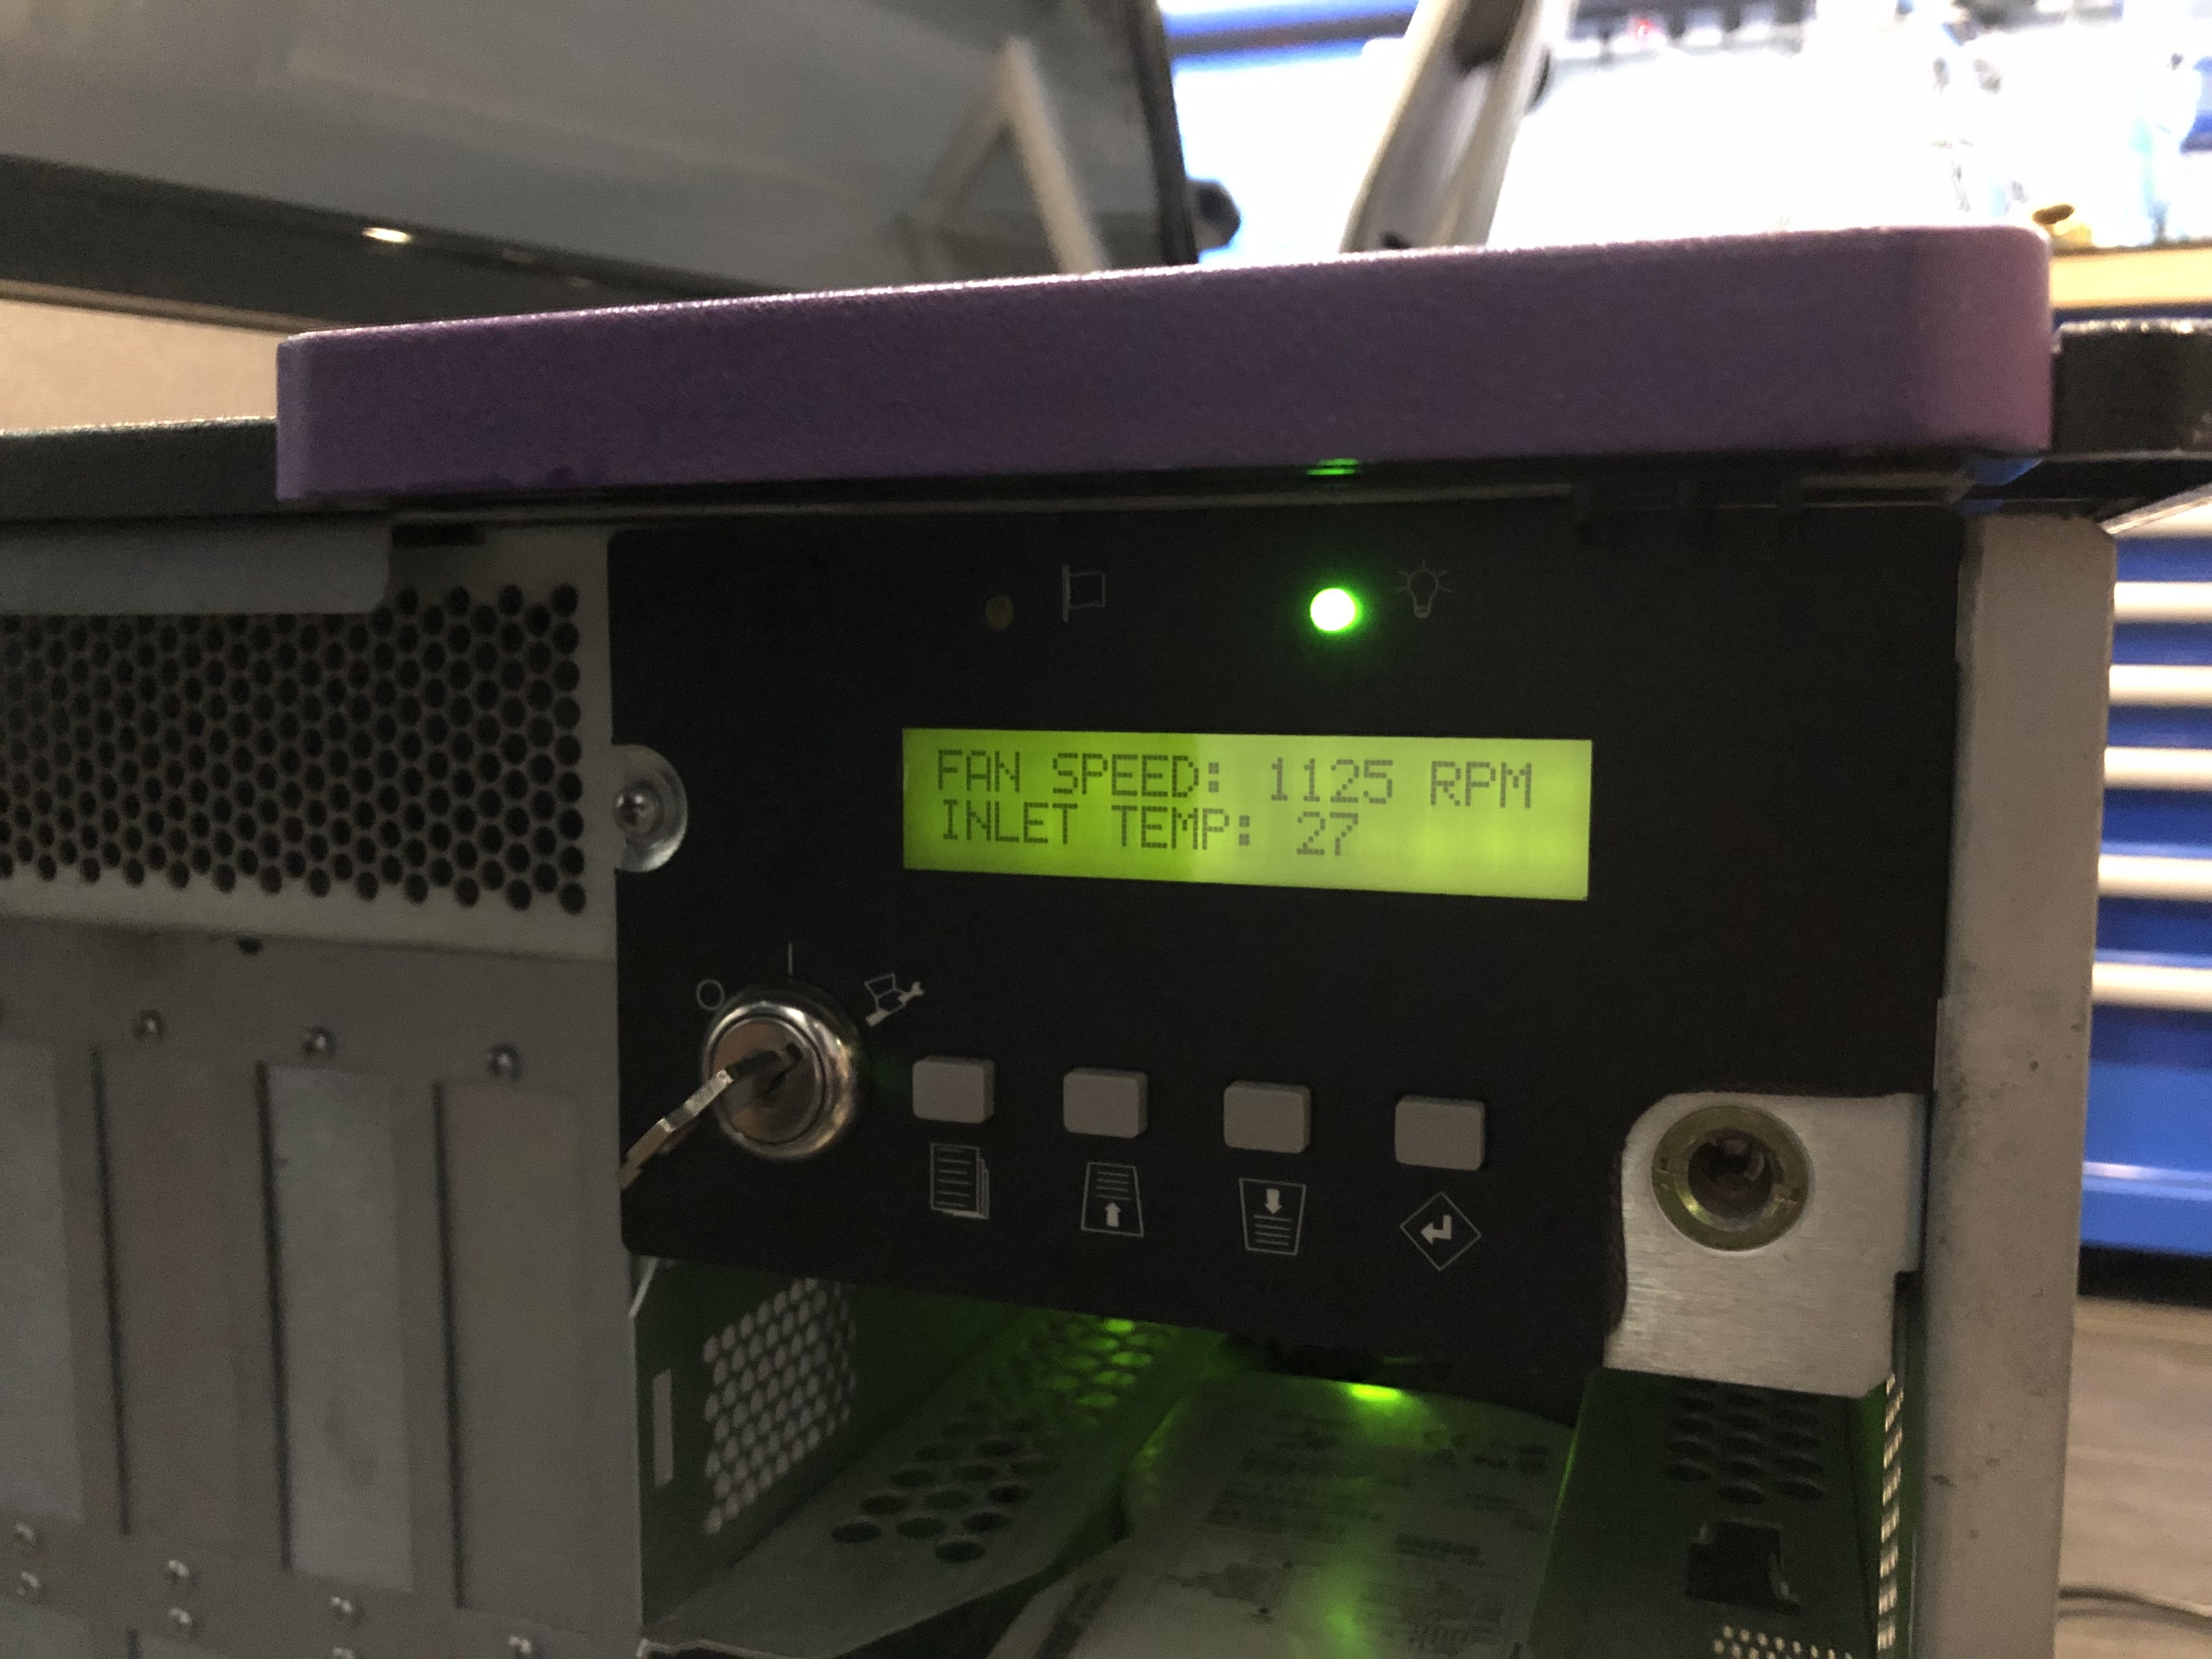 FAN SPEED: 1125 RPM
INLET TEMP: 27